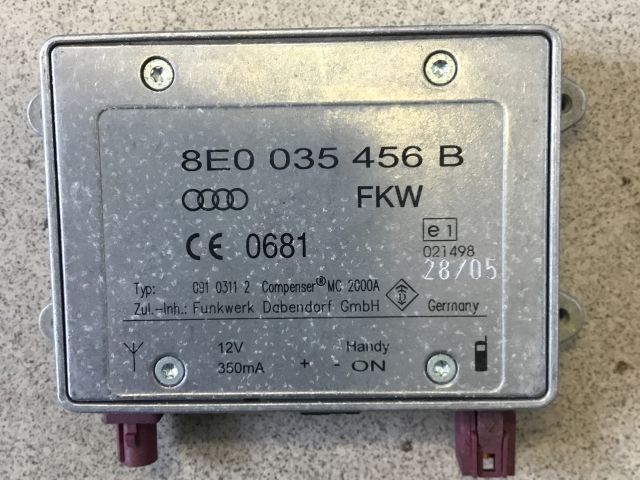 8E0 035 456 B
FKW
CE 0681
e1
021498
28/05
Typ: C91 0311 2 Compenser® MC 2000A
Zul.-Inh.: Funkwerk Dabendorf GmbH Germany
12V Handy
350mA + - ON